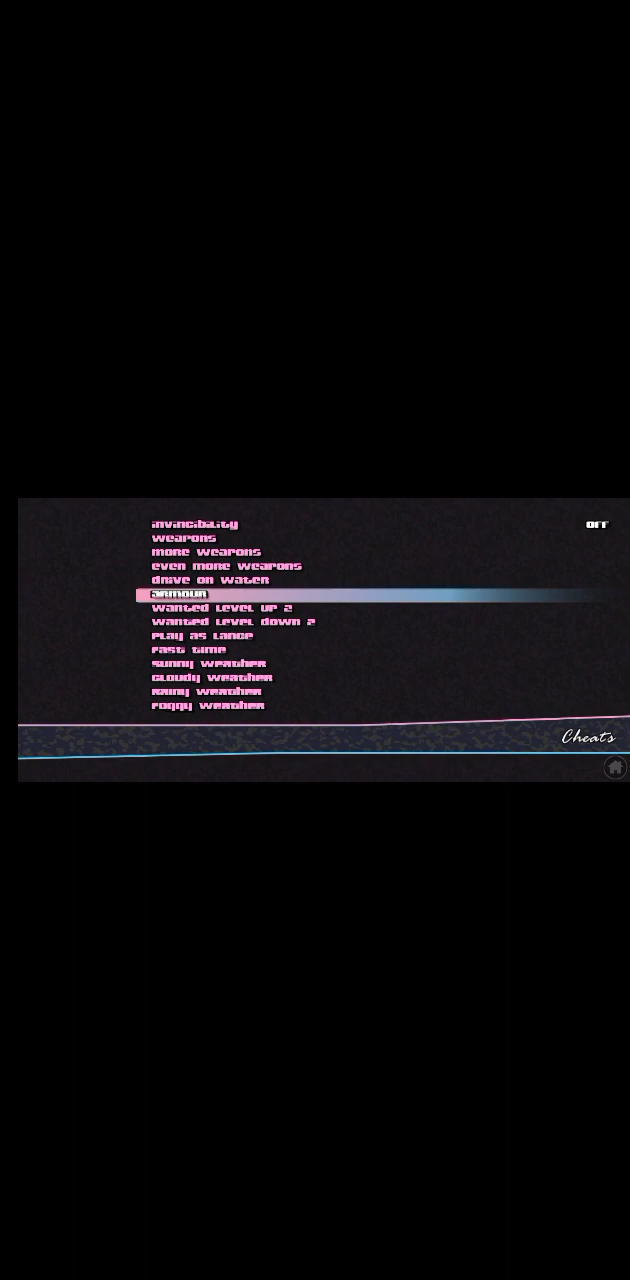 invincibility OFF
weapons
more weapons
even more weapons
drive on water
armour
wanted level up 2
wanted level down 2
play as lance
fast time
sunny weather
cloudy weather
rainy weather
foggy weather
Cheats